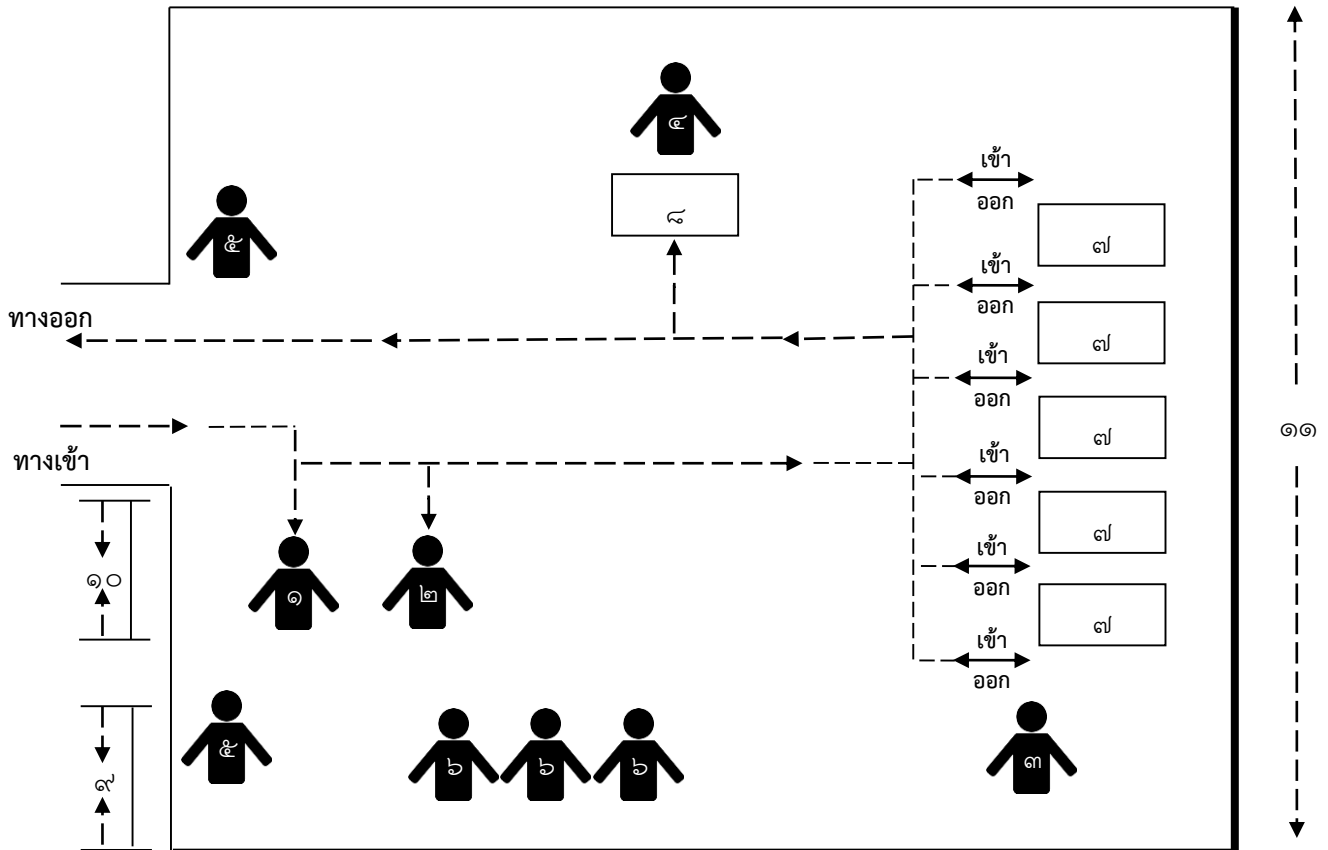 ๔
เข้า
ออก
๘
๕
๗
เข้า
ออก
ทางออก
๗
เข้า
ออก
๗
๑๑
ทางเข้า
เข้า
ออก
๗
เข้า
ออก
๑๐
๑
๒
๗
เข้า
ออก
๕
๖
๖
๖
๓
๙